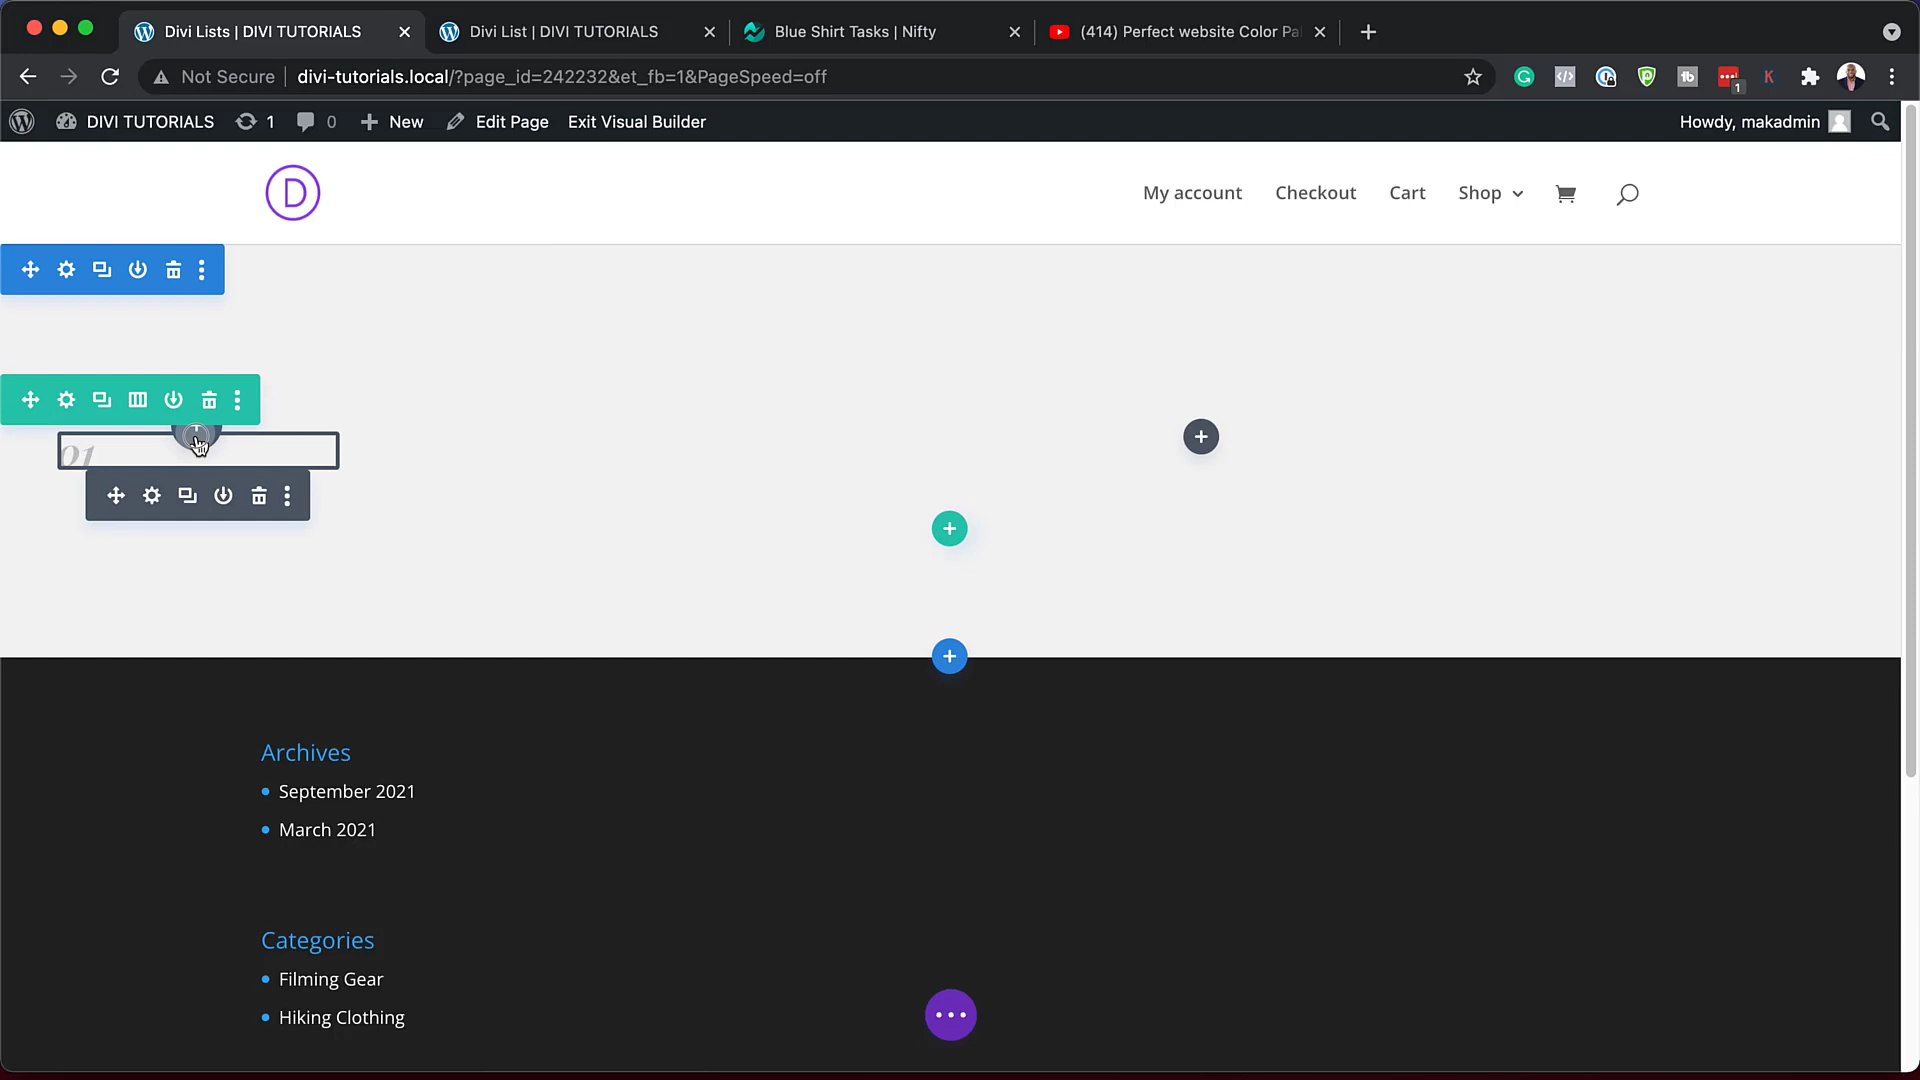 Divi Lists | DIVI TUTORIALS
Divi List | DIVI TUTORIALS
Blue Shirt Tasks | Nifty
(414) Perfect website Color Pal
Not Secure
divi-tutorials.local/?page_id=242232&et_fb=1&PageSpeed=off
1
DIVI TUTORIALS
1
0
New
Edit Page
Exit Visual Builder
Howdy, makadmin
D
My account
Checkout
Cart
Shop
01
Archives
September 2021
March 2021
Categories
Filming Gear
Hiking Clothing